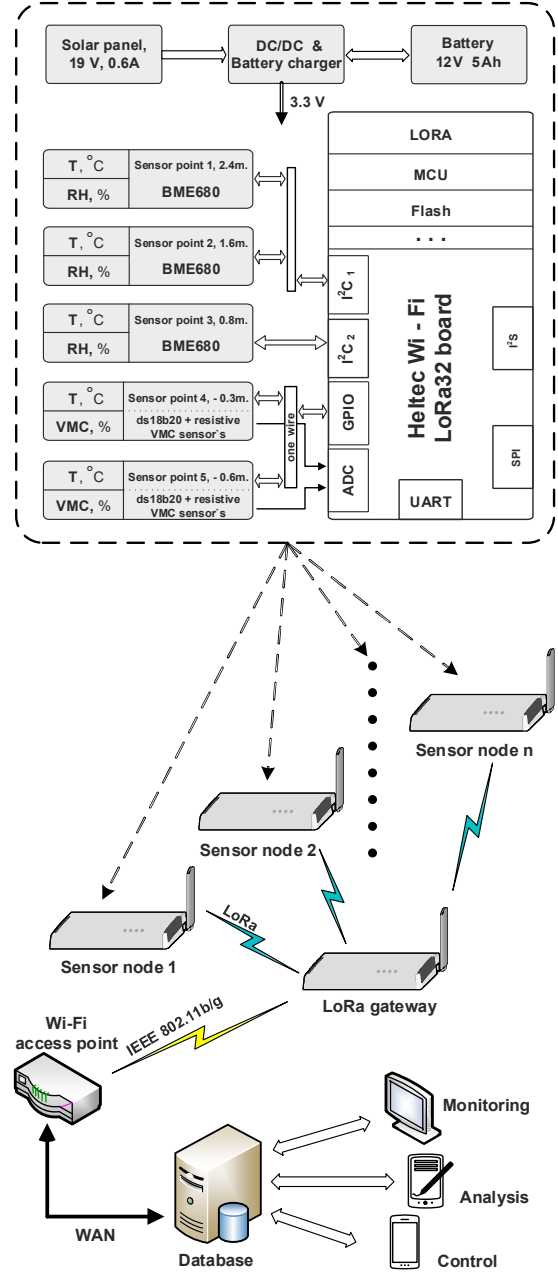 Solar panel,
19 V, 0.6A
DC/DC &
Battery charger
Battery
12V 5Ah
3.3 V
LORA
MCU
Flash
. . .
T, °C
RH, %
Sensor point 1, 2.4m.
BME680
T, °C
RH, %
Sensor point 2, 1.6m.
BME680
T, °C
RH, %
Sensor point 3, 0.8m.
BME680
T, °C
VMC, %
Sensor point 4, - 0.3m.
ds18b20 + resistive
VMC sensor`s
T, °C
VMC, %
Sensor point 5, - 0.6m.
ds18b20 + resistive
VMC sensor`s
one wire
I²C 1
I²C 2
GPIO
ADC
Heltec Wi - Fi
LoRa32 board
I²S
SPI
UART
Sensor node n
Sensor node 2
Sensor node 1
LoRa
LoRa gateway
IEEE 802.11b/g
Wi-Fi
access point
WAN
Database
Monitoring
Analysis
Control